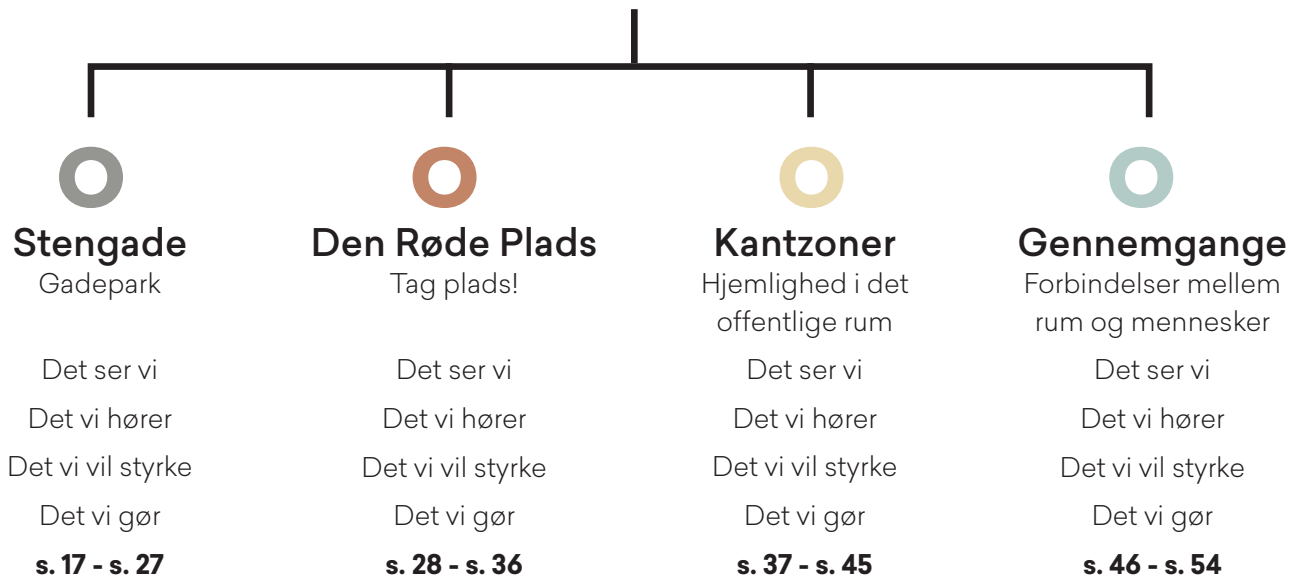 Stengade
Gadepark
Det ser vi
Det vi hører
Det vi vil styrke
Det vi gør
s. 17 - s. 27
Den Røde Plads
Tag plads!
Det ser vi
Det vi hører
Det vi vil styrke
Det vi gør
s. 28 - s. 36
Kantzoner
Hjemlighed i det
offentlige rum
Det ser vi
Det vi hører
Det vi vil styrke
Det vi gør
s. 37 - s. 45
Gennemgange
Forbindelser mellem
rum og mennesker
Det ser vi
Det vi hører
Det vi vil styrke
Det vi gør
s. 46 - s. 54